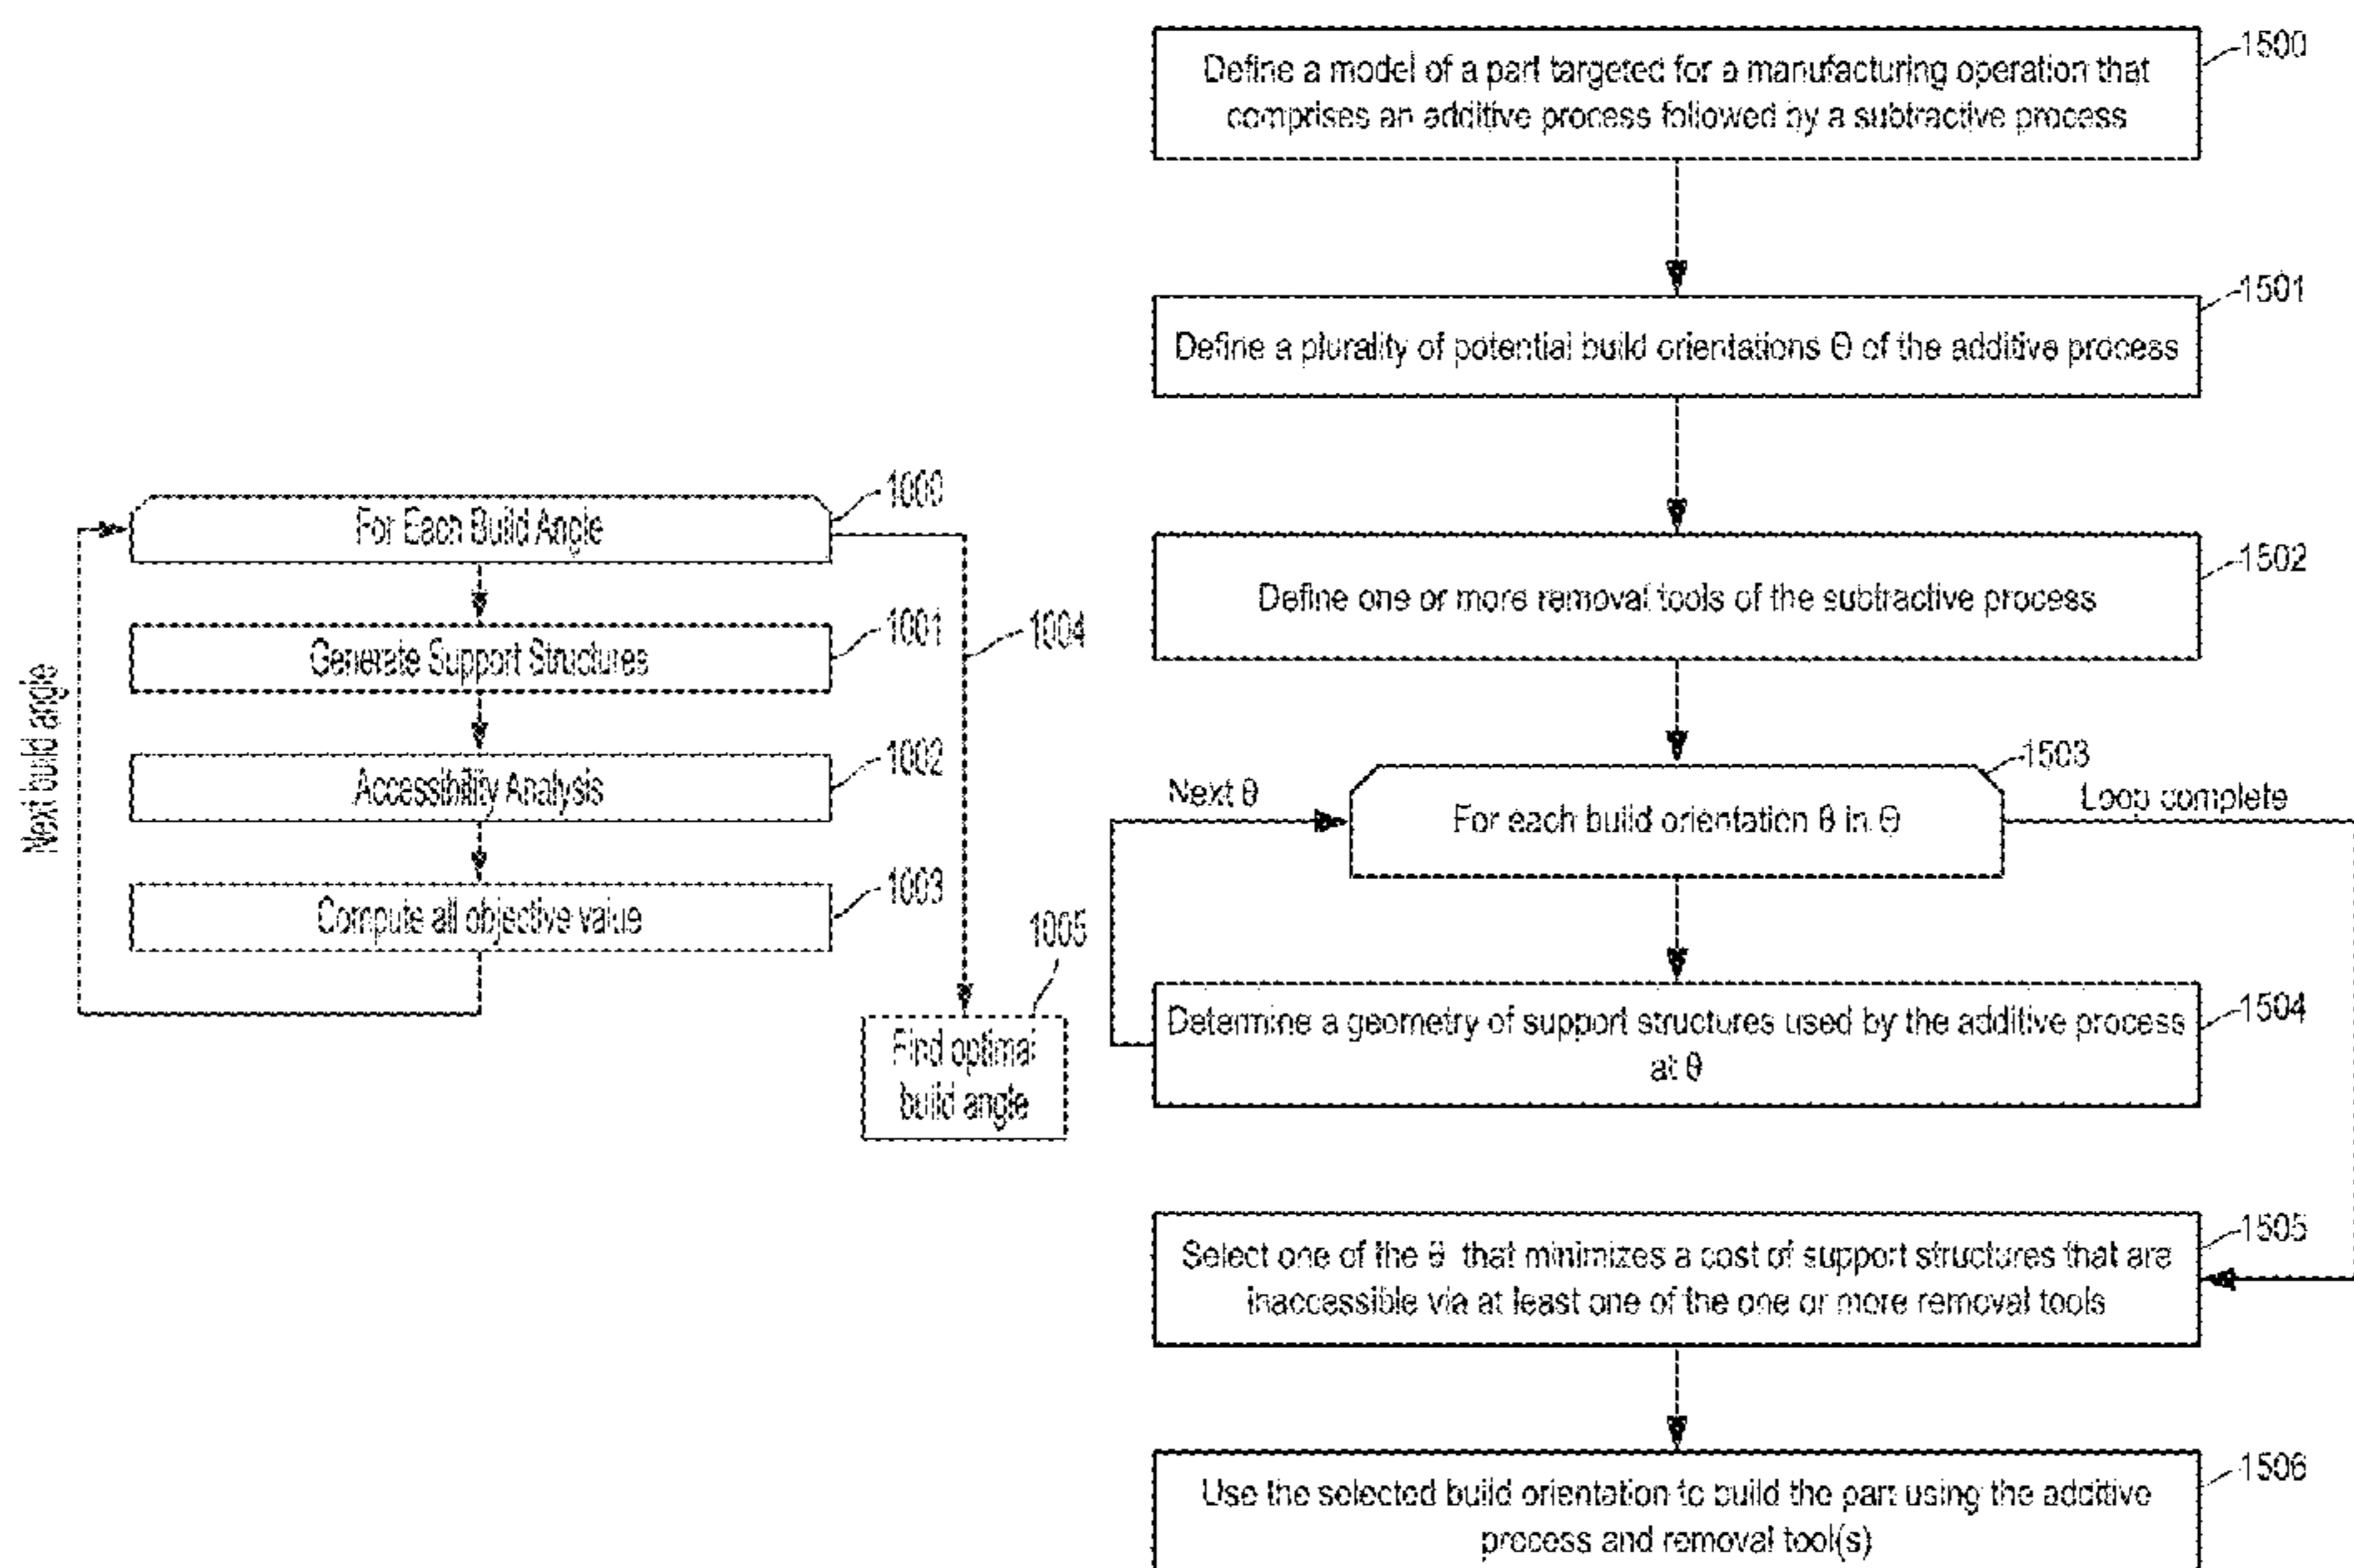 1000
For Each Build Angle
1001
Generate Support Structures
1004
1002
Accessibility Analysis
Next build angle
1003
Compute all objective value
1005
Find optimal
build angle
1500
Define a model of a part targeted for a manufacturing operation that
comprises an additive process followed by a subtractive process
1501
Define a plurality of potential build orientations Θ of the additive process
1502
Define one or more removal tools of the subtractive process
1503
Next θ
For each build orientation θ in Θ
Loop complete
1504
Determine a geometry of support structures used by the additive process
at θ
1505
Select one of the θ that minimizes a cost of support structures that are
inaccessible via at least one of the one or more removal tools
1506
Use the selected build orientation to build the part using the additive
process and removal tool(s)